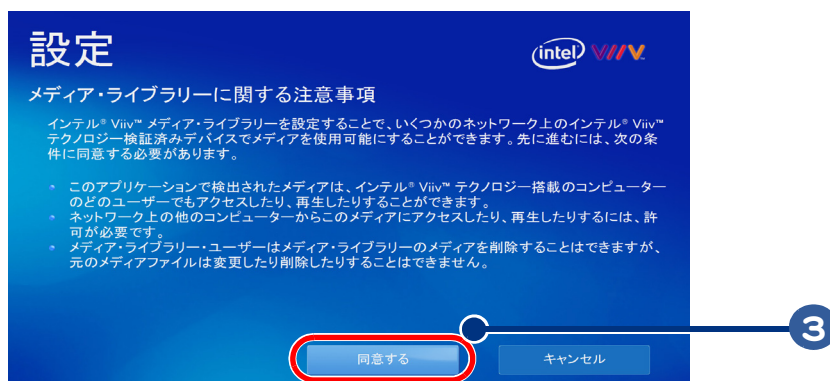 設定
intel VIIV
メディア・ライブラリーに関する注意事項
インテル® Viiv™ メディア・ライブラリーを設定することで、いくつかのネットワーク上のインテル® Viiv™
テクノロジー検証済みデバイスでメディアを使用可能にすることができます。先に進むには、次の条
件に同意する必要があります。
• このアプリケーションで検出されたメディアは、インテル® Viiv™ テクノロジー搭載のコンピューター
のどのユーザーでもアクセスしたり、再生したりすることができます。
• ネットワーク上の他のコンピューターからこのメディアにアクセスしたり、再生したりするには、許
可が必要です。
• メディア・ライブラリー・ユーザーはメディア・ライブラリーのメディアを削除することはできますが、
元のメディアファイルは変更したり削除したりすることはできません。
同意する
キャンセル
3